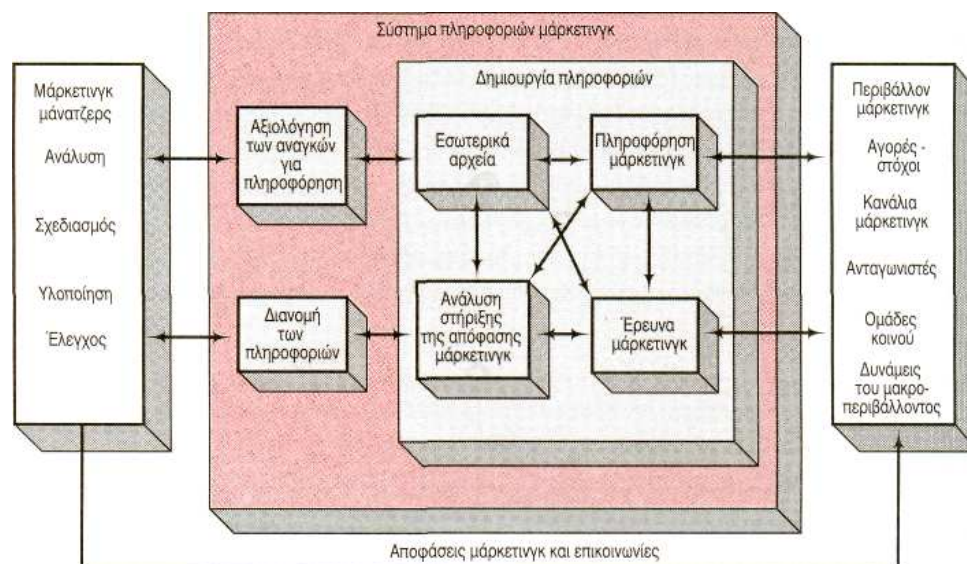 Σύστημα πληροφοριών μάρκετινγκ
Μάρκετινγκ
μάνατζερς
Ανάλυση
Σχεδιασμός
Υλοποίηση
Έλεγχος
Αξιολόγηση
των αναγκών
για
πληροφόρηση
Διανομή
των
πληροφοριών
Δημιουργία πληροφοριών
Εσωτερικά
αρχεία
Πληροφόρηση
μάρκετινγκ
Ανάλυση
στήριξης
της απόφασης
μάρκετινγκ
Έρευνα
μάρκετινγκ
Περιβάλλον
μάρκετινγκ
Αγορές -
στόχοι
Κανάλια
μάρκετινγκ
Ανταγωνιστές
Ομάδες
κοινού
Δυνάμεις
του μακρο-
περιβάλλοντος
Αποφάσεις μάρκετινγκ και επικοινωνίες